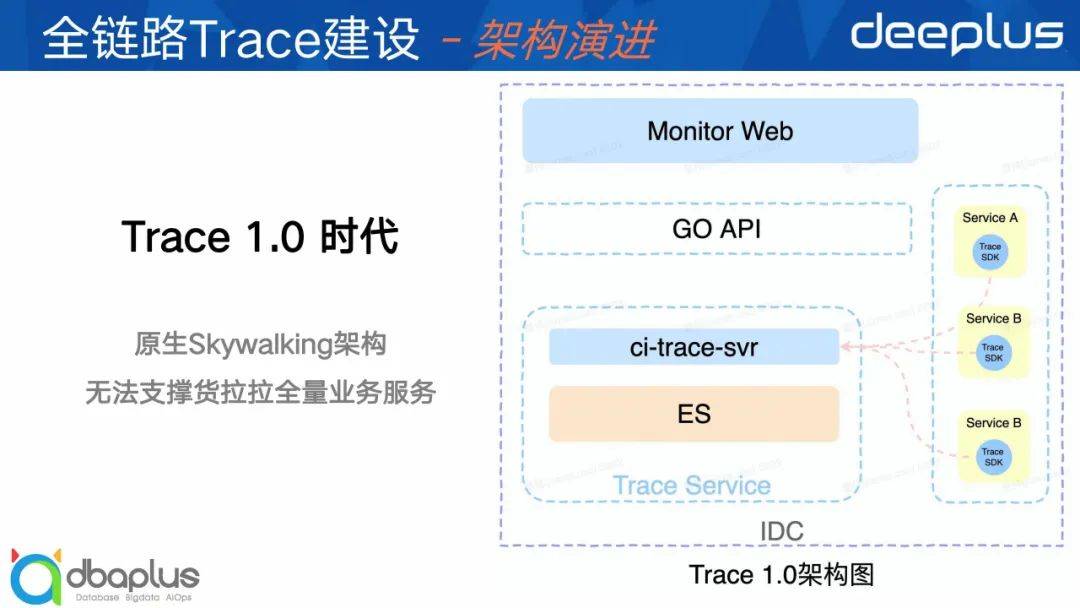 全链路Trace建设 - 架构演进
deeplus
Trace 1.0 时代
原生Skywalking架构
无法支撑货拉拉全量业务服务
Monitor Web
GO API
ci-trace-svr
ES
Trace Service
Service A
Trace
SDK
Service B
Trace
SDK
Service B
Trace
SDK
IDC
Trace 1.0架构图
dbaplus
Database Bigdata AiOps